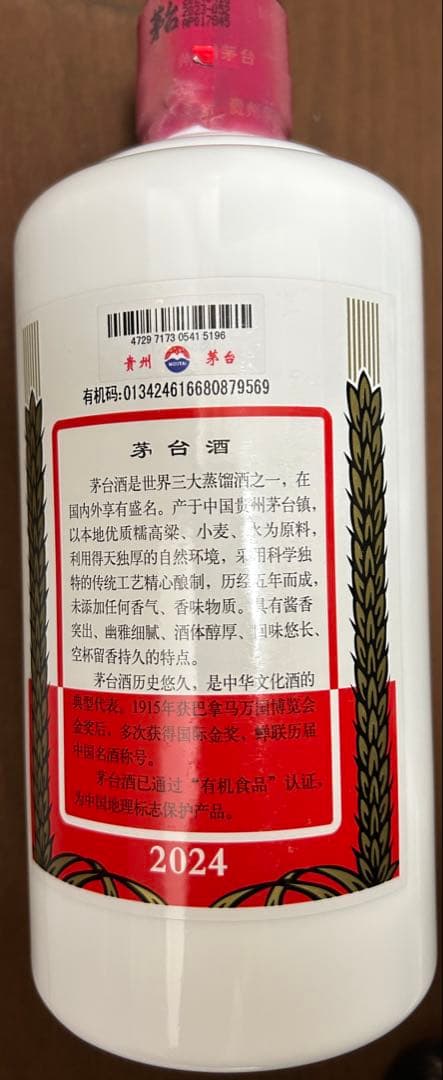 茅台
2023-052
AP017845
茅台
贵州
4729 7173 0541 5196
貴州 MOUTAI 茅台
有机码:013424616680879569
茅台酒
茅台酒是世界三大蒸馏酒之一，在
国内外享有盛名。产于中国贵州茅台镇，
以本地优质糯高粱、小麦、水为原料，
利用得天独厚的自然环境，采用科学独
特的传统工艺精心酿制，历经五年而成，
未添加任何香气、香味物质。具有酱香
突出、幽雅细腻、酒体醇厚、回味悠长、
空杯留香持久的特点。
茅台酒历史悠久，是中华文化酒的
典型代表。1915年获巴拿马万国博览会
金奖后，多次获得国际金奖，蝉联历届
中国名酒称号。
茅台酒已通过“有机食品”认证，
为中国地理标志保护产品。
2024